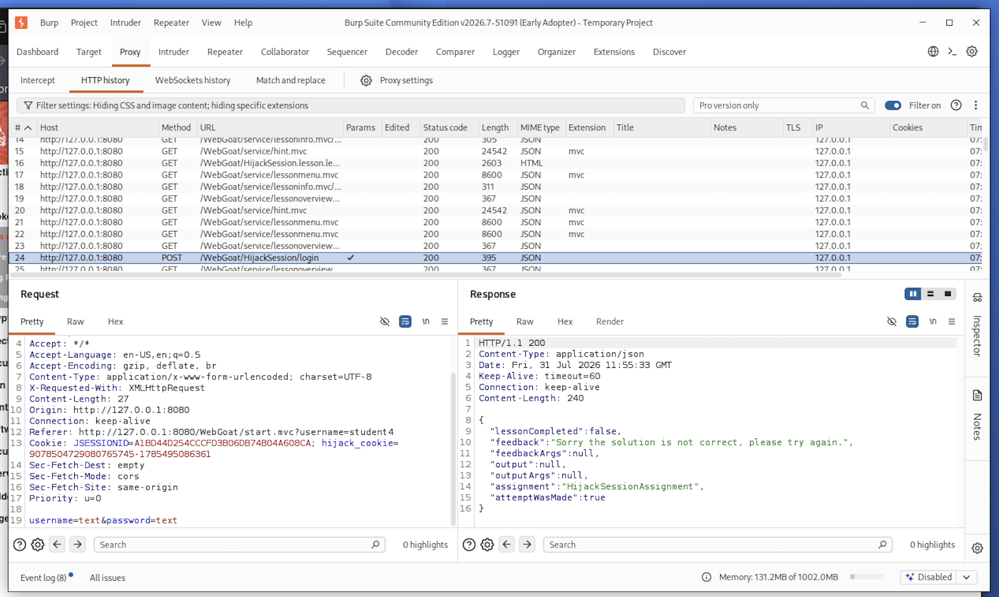 Burp Project Intruder Repeater View Help Burp Suite Community Edition v2026.7-51091 (Early Adopter) - Temporary Project
Dashboard Target Proxy Intruder Repeater Collaborator Sequencer Decoder Comparer Logger Organizer Extensions Discover
Intercept HTTP history WebSockets history Match and replace Proxy settings
Filter settings: Hiding CSS and image content; hiding specific extensions Pro version only Filter on
# Host Method URL Params Edited Status code Length MIME type Extension Title Notes TLS IP Cookies Tim
14 http://127.0.0.1:8080 GET /WebGoat/service/lessoninfo.mvc/... 200 305 JSON 127.0.0.1 07:
15 http://127.0.0.1:8080 GET /WebGoat/service/hint.mvc 200 24542 JSON mvc 127.0.0.1 07:
16 http://127.0.0.1:8080 GET /WebGoat/HijackSession.lesson.le... 200 2603 HTML 127.0.0.1 07:
17 http://127.0.0.1:8080 GET /WebGoat/service/lessonmenu.mvc 200 8600 JSON mvc 127.0.0.1 07:
18 http://127.0.0.1:8080 GET /WebGoat/service/lessoninfo.mvc/... 200 311 JSON 127.0.0.1 07:
19 http://127.0.0.1:8080 GET /WebGoat/service/lessonoverview... 200 367 JSON 127.0.0.1 07:
20 http://127.0.0.1:8080 GET /WebGoat/service/hint.mvc 200 24542 JSON mvc 127.0.0.1 07:
21 http://127.0.0.1:8080 GET /WebGoat/service/lessonmenu.mvc 200 8600 JSON mvc 127.0.0.1 07:
22 http://127.0.0.1:8080 GET /WebGoat/service/lessonmenu.mvc 200 8600 JSON mvc 127.0.0.1 07:
23 http://127.0.0.1:8080 GET /WebGoat/service/lessonoverview... 200 367 JSON 127.0.0.1 07:
24 http://127.0.0.1:8080 POST /WebGoat/HijackSession/login ✓ 200 395 JSON 127.0.0.1 07:
25 http://127.0.0.1:8080 GET /WebGoat/service/lessonoverview 200 367 JSON 127.0.0.1 07:
Request
Pretty Raw Hex \n
4 Accept: */*
5 Accept-Language: en-US,en;q=0.5
6 Accept-Encoding: gzip, deflate, br
7 Content-Type: application/x-www-form-urlencoded; charset=UTF-8
8 X-Requested-With: XMLHttpRequest
9 Content-Length: 27
10 Origin: http://127.0.0.1:8080
11 Connection: keep-alive
12 Referer: http://127.0.0.1:8080/WebGoat/start.mvc?username=student4
13 Cookie: JSESSIONID=A1BD44D254CCCFD3B06DB74B04A608CA; hijack_cookie=
9078504729080765745-1785495086361
14 Sec-Fetch-Dest: empty
15 Sec-Fetch-Mode: cors
16 Sec-Fetch-Site: same-origin
17 Priority: u=0
18
19 username=text&password=text
Search 0 highlights
Response
Pretty Raw Hex Render \n
1 HTTP/1.1 200
2 Content-Type: application/json
3 Date: Fri, 31 Jul 2026 11:55:33 GMT
4 Keep-Alive: timeout=60
5 Connection: keep-alive
6 Content-Length: 240
7
8 {
9 "lessonCompleted":false,
10 "feedback":"Sorry the solution is not correct, please try again.",
11 "feedbackArgs":null,
12 "output":null,
13 "outputArgs":null,
14 "assignment":"HijackSessionAssignment",
15 "attemptWasMade":true
16 }
Search 0 highlights
Inspector
Notes
Event log (8) All issues Memory: 131.2MB of 1002.0MB Disabled